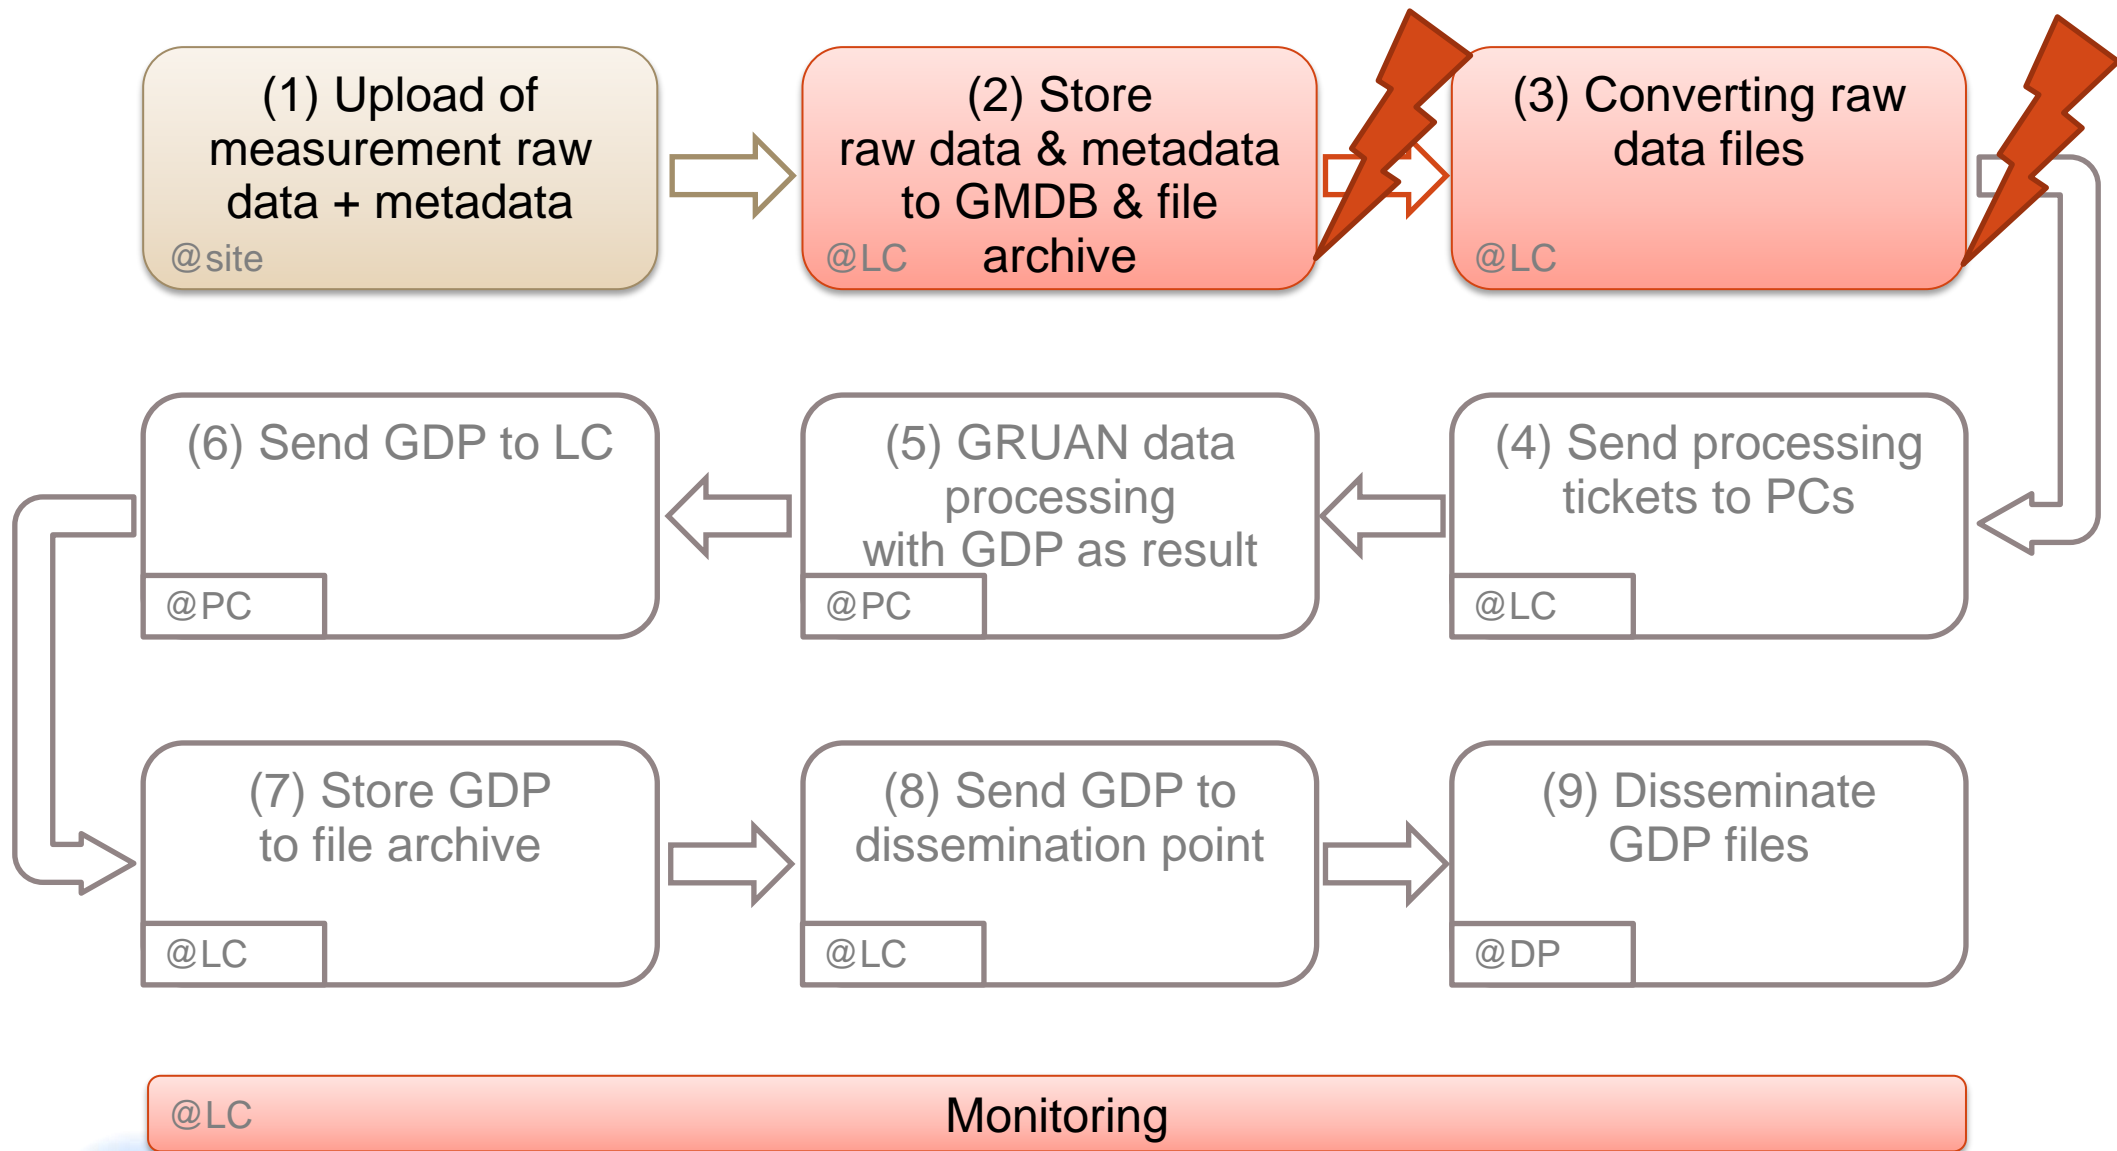 (1) Upload of
measurement raw
data + metadata
@site
(2) Store
raw data & metadata
to GMDB & file
archive
@LC
(3) Converting raw
data files
@LC
(4) Send processing
tickets to PCs
@LC
(5) GRUAN data
processing
with GDP as result
@PC
(6) Send GDP to LC
@PC
(7) Store GDP
to file archive
@LC
(8) Send GDP to
dissemination point
@LC
(9) Disseminate
GDP files
@DP
@LC
Monitoring